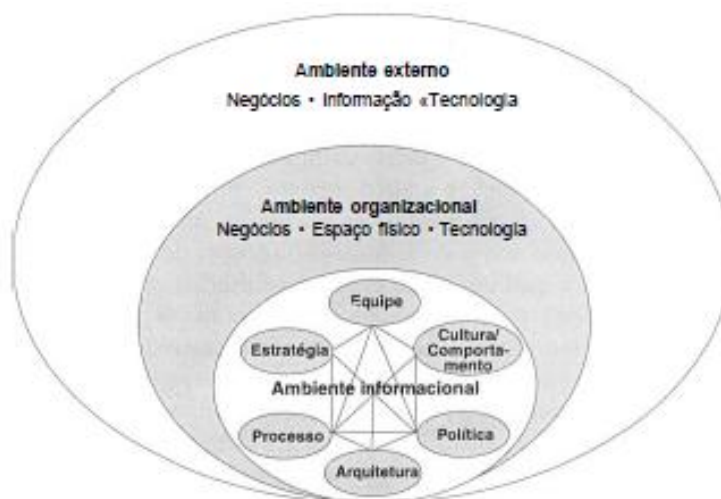 Ambiente externo
Negócios • Informação «Tecnologia
Ambiente organizacional
Negócios • Espaço físico • Tecnologia
Equipe
Cultura/
Comporta-
mento
Estratégia
Ambiente informacional
Processo
Política
Arquitetura